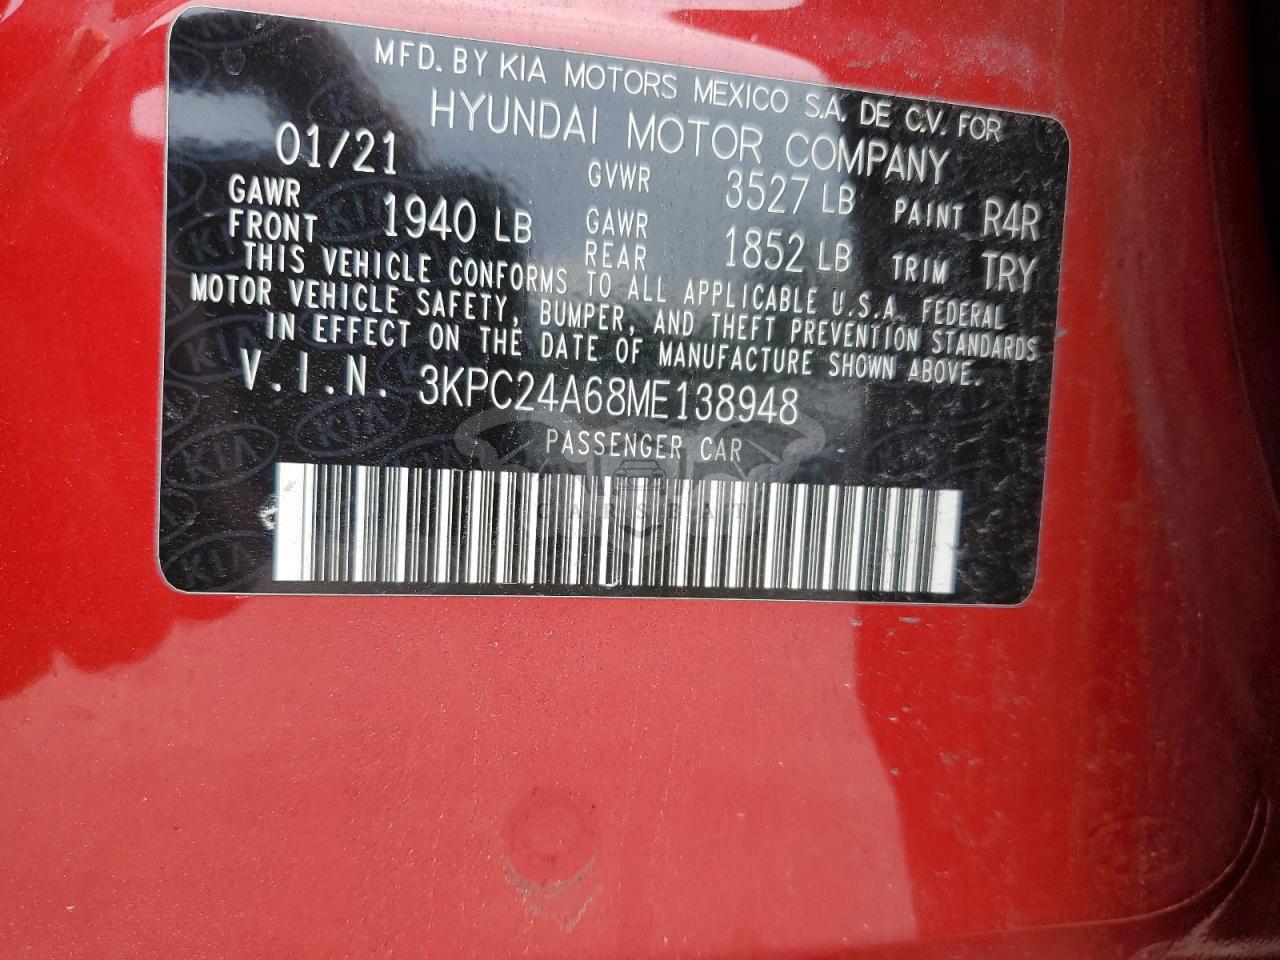 MFD. BY KIA MOTORS MEXICO S.A. DE C.V. FOR
HYUNDAI MOTOR COMPANY
01/21 GVWR 3527 LB PAINT R4R
GAWR FRONT 1940 LB GAWR REAR 1852 LB TRIM TRY
THIS VEHICLE CONFORMS TO ALL APPLICABLE U.S.A. FEDERAL
MOTOR VEHICLE SAFETY, BUMPER, AND THEFT PREVENTION STANDARDS
IN EFFECT ON THE DATE OF MANUFACTURE SHOWN ABOVE.
V.I.N. 3KPC24A68ME138948
PASSENGER CAR
CARSBAT